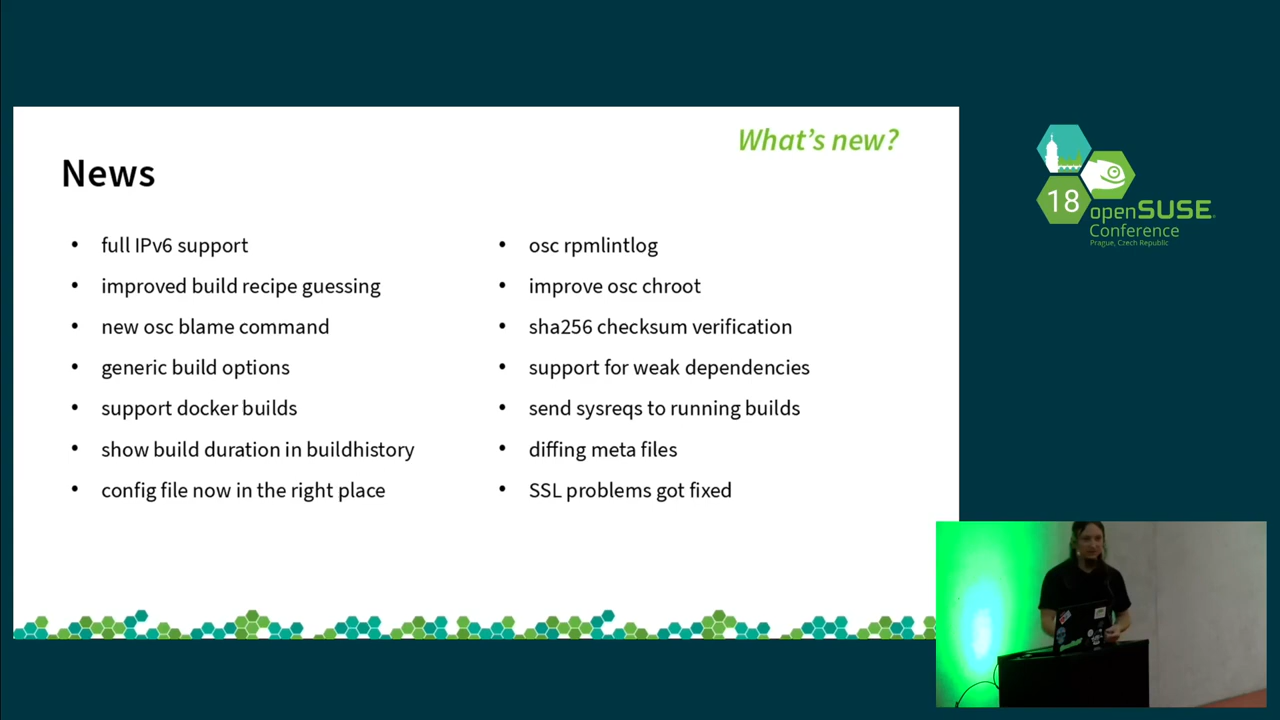 What's new?
News
• full IPv6 support
• improved build recipe guessing
• new osc blame command
• generic build options
• support docker builds
• show build duration in buildhistory
• config file now in the right place
• osc rpmlintlog
• improve osc chroot
• sha256 checksum verification
• support for weak dependencies
• send sysreqs to running builds
• diffing meta files
• SSL problems got fixed
18
openSUSE
Conference
Prague, Czech Republic